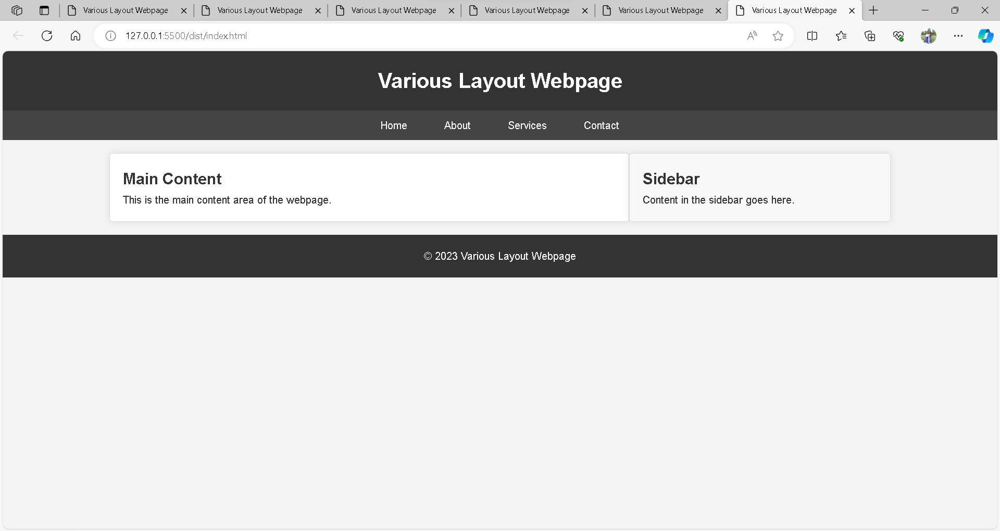 Various Layout Webpage
Various Layout Webpage
Various Layout Webpage
Various Layout Webpage
Various Layout Webpage
Various Layout Webpage
127.0.0.1:5500/dist/index.html
Various Layout Webpage
Home About Services Contact
Main Content
This is the main content area of the webpage.
Sidebar
Content in the sidebar goes here.
© 2023 Various Layout Webpage